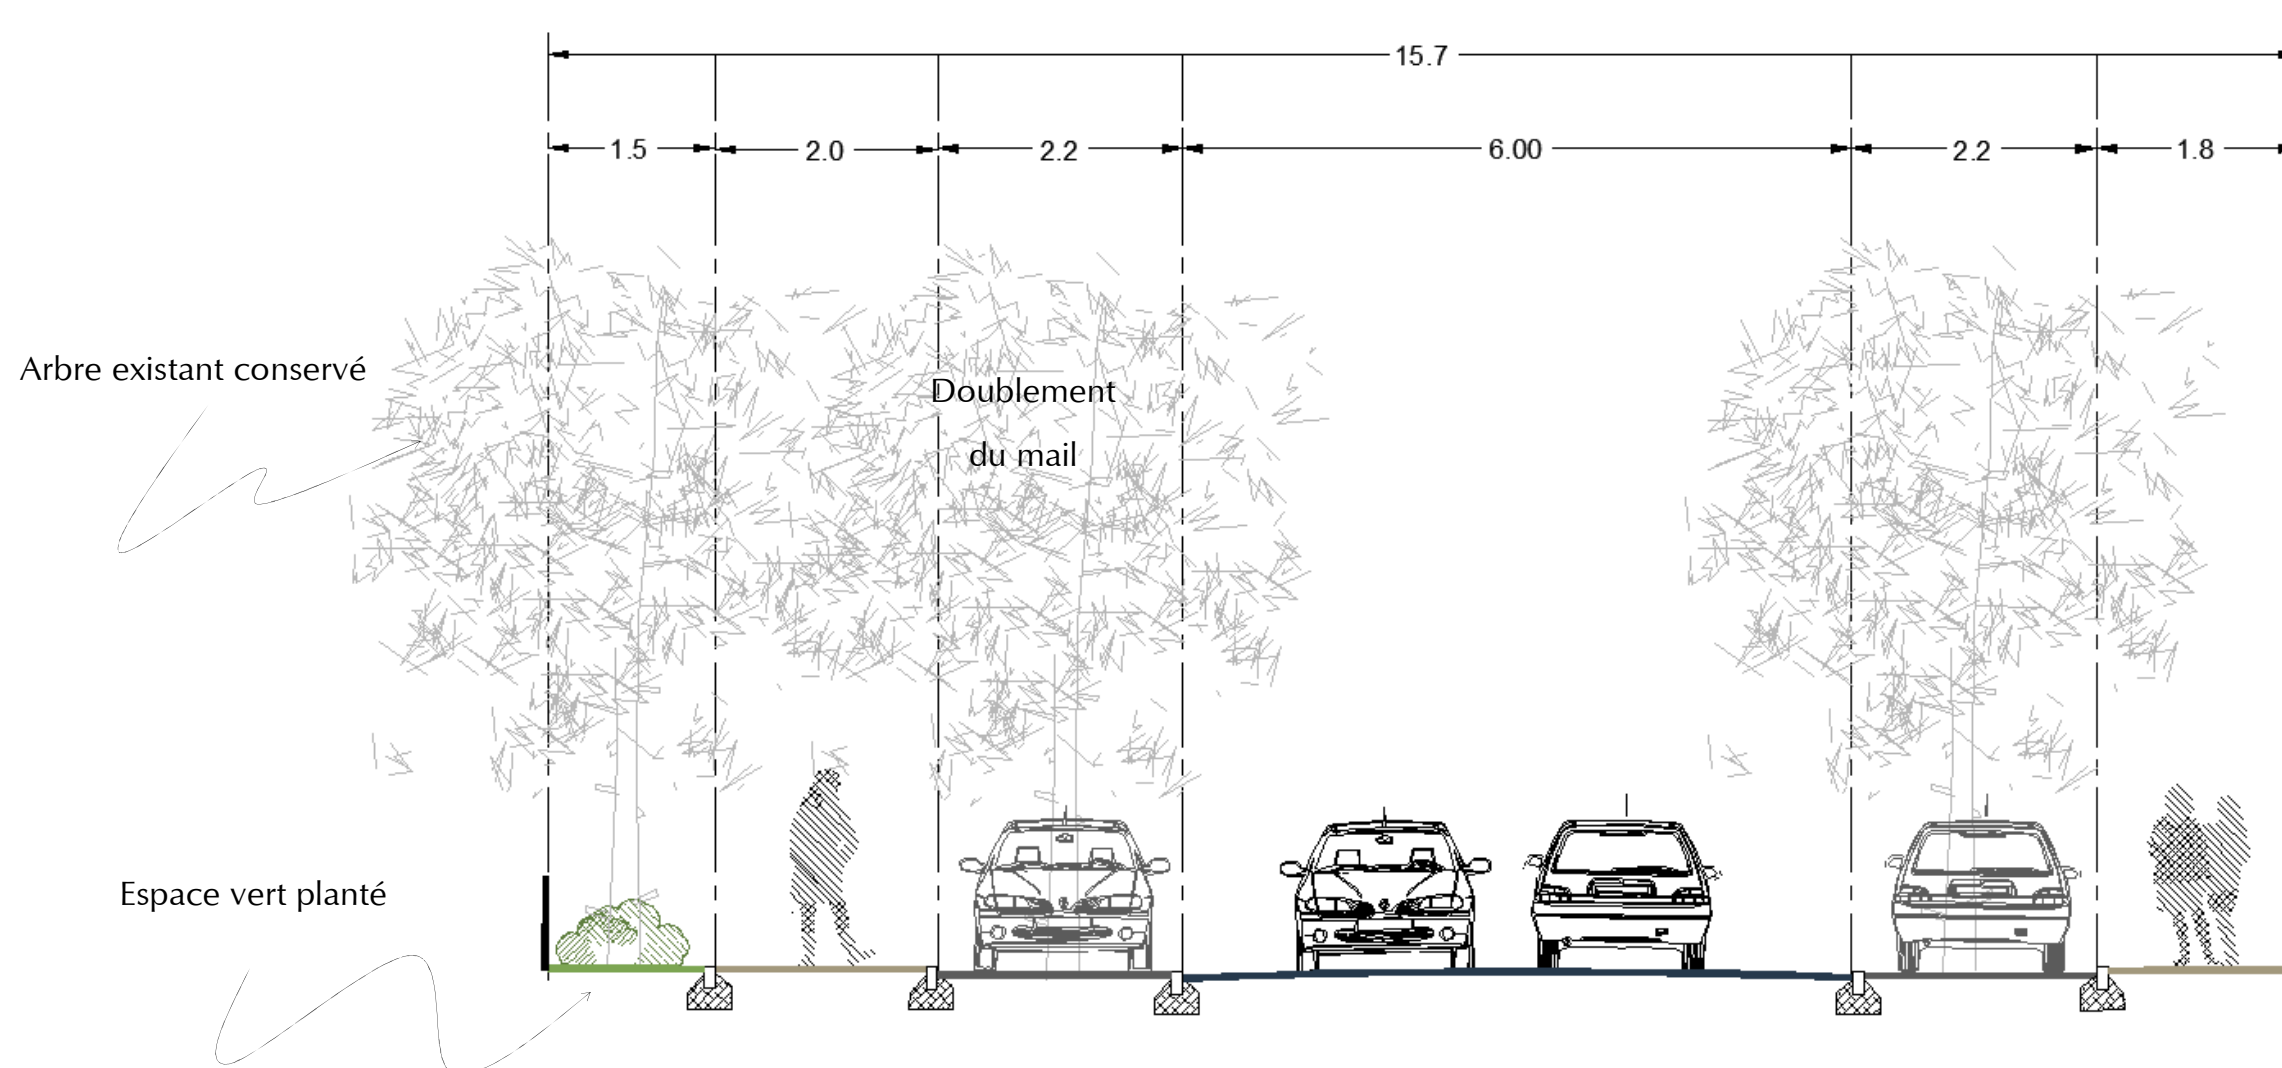 15.7
1.5 2.0 2.2 6.00 2.2 1.8
Arbre existant conservé
Doublement
du mail
Espace vert planté